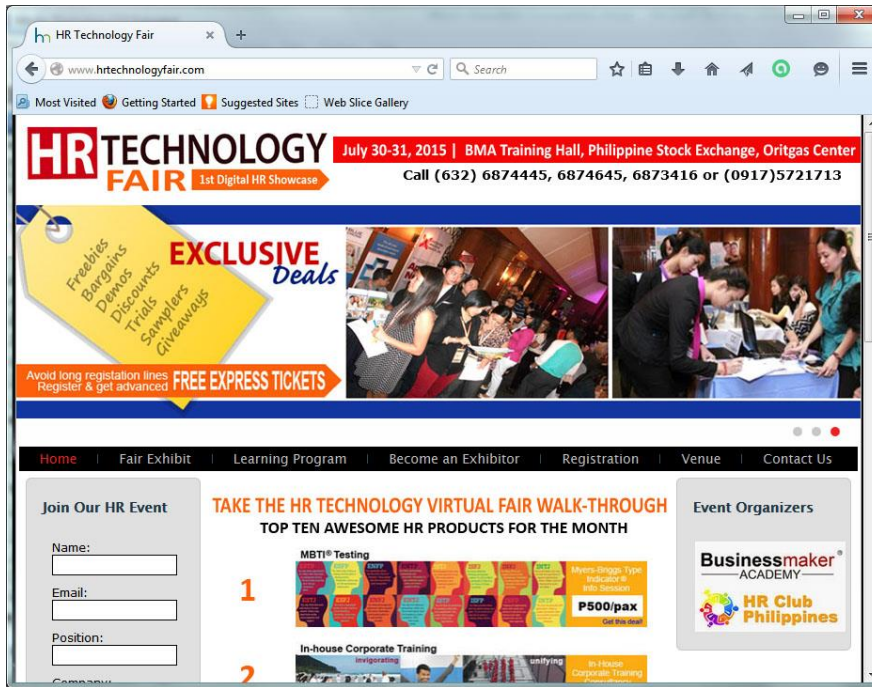 HR Technology Fair
www.hrtechnologyfair.com
Search
Most Visited Getting Started Suggested Sites Web Slice Gallery
HR TECHNOLOGY
FAIR 1st Digital HR Showcase
July 30-31, 2015 | BMA Training Hall, Philippine Stock Exchange, Oritgas Center
Call (632) 6874445, 6874645, 6873416 or (0917)5721713
Freebies
Bargains
Demos
Discounts
Trials
Samplers
Giveaways
EXCLUSIVE
Deals
Avoid long registation lines
Register & get advanced FREE EXPRESS TICKETS
Home Fair Exhibit Learning Program Become an Exhibitor Registration Venue Contact Us
Join Our HR Event
Name:
Email:
Position:
Company:
TAKE THE HR TECHNOLOGY VIRTUAL FAIR WALK-THROUGH
TOP TEN AWESOME HR PRODUCTS FOR THE MONTH
1
MBTI® Testing
Myers-Briggs Type
Indicator®
Info Session
P500/pax
Get this deal!
2
In-house Corporate Training
invigorating
unifying
In-House
Corporate Training
Event Organizers
Businessmaker®
ACADEMY
HR Club
Philippines